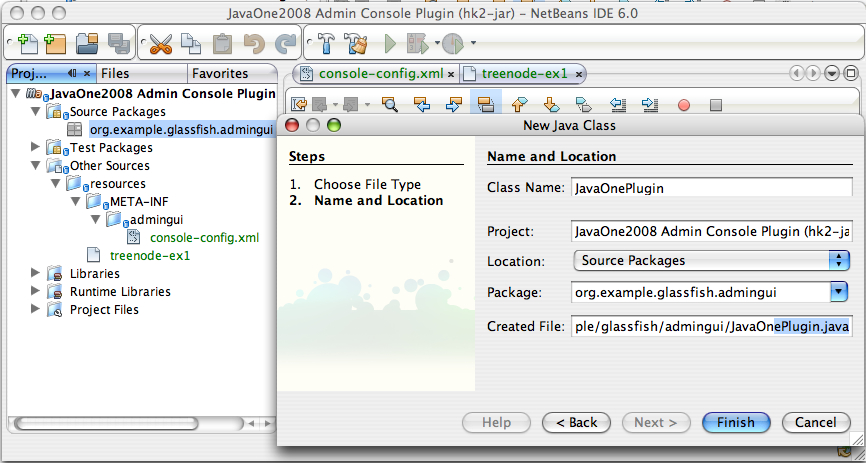 JavaOne2008 Admin Console Plugin (hk2-jar) – NetBeans IDE 6.0
Proj...
Files
Favorites
console-config.xml
treenode-ex1
JavaOne2008 Admin Console Plugin
Source Packages
org.example.glassfish.admingui
Test Packages
Other Sources
resources
META-INF
admingui
console-config.xml
treenode-ex1
Libraries
Runtime Libraries
Project Files
New Java Class
Steps
1. Choose File Type
2. Name and Location
Name and Location
Class Name: JavaOnePlugin
Project: JavaOne2008 Admin Console Plugin (hk2-ja
Location: Source Packages
Package: org.example.glassfish.admingui
Created File: ple/glassfish/admingui/JavaOnePlugin.java
Help
< Back
Next >
Finish
Cancel